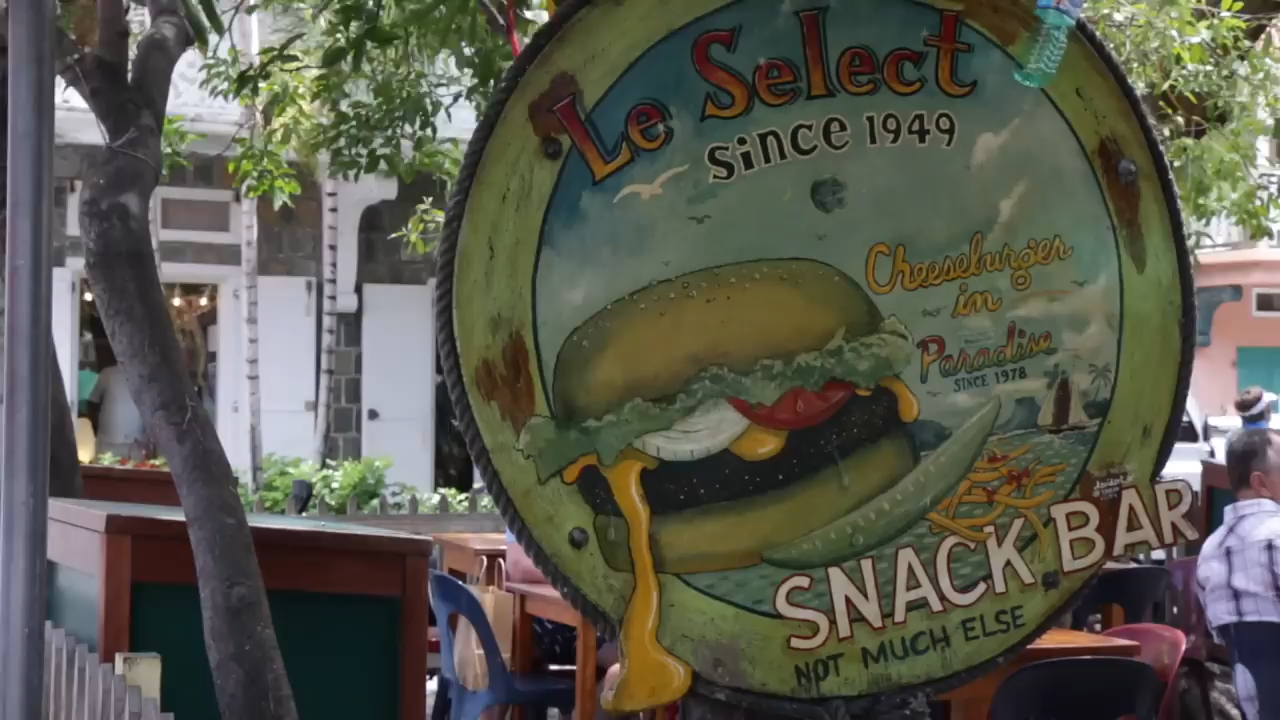 Le Select
since 1949
Cheeseburger
in
Paradise
SINCE 1978
SNACK BAR
NOT MUCH ELSE